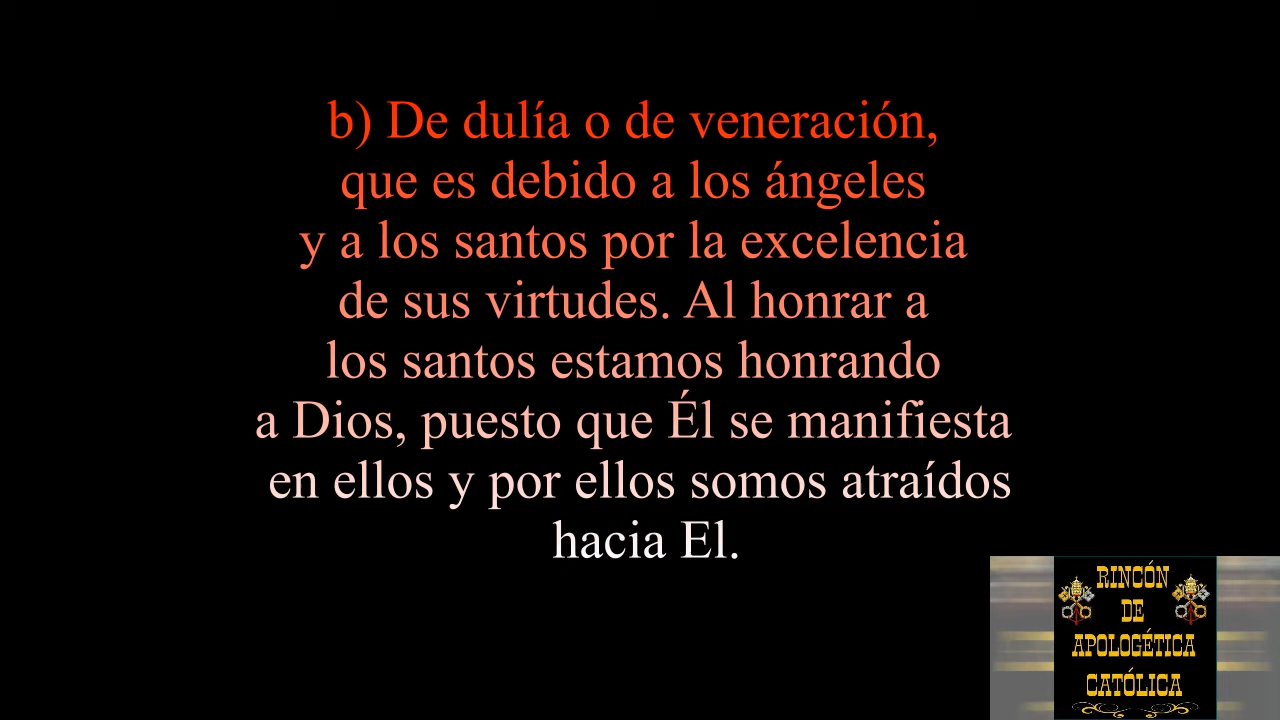 b) De dulía o de veneración,
que es debido a los ángeles
y a los santos por la excelencia
de sus virtudes. Al honrar a
los santos estamos honrando
a Dios, puesto que Él se manifiesta
en ellos y por ellos somos atraídos
hacia El.
RINCÓN
DE
APOLOGÉTICA
CATÓLICA